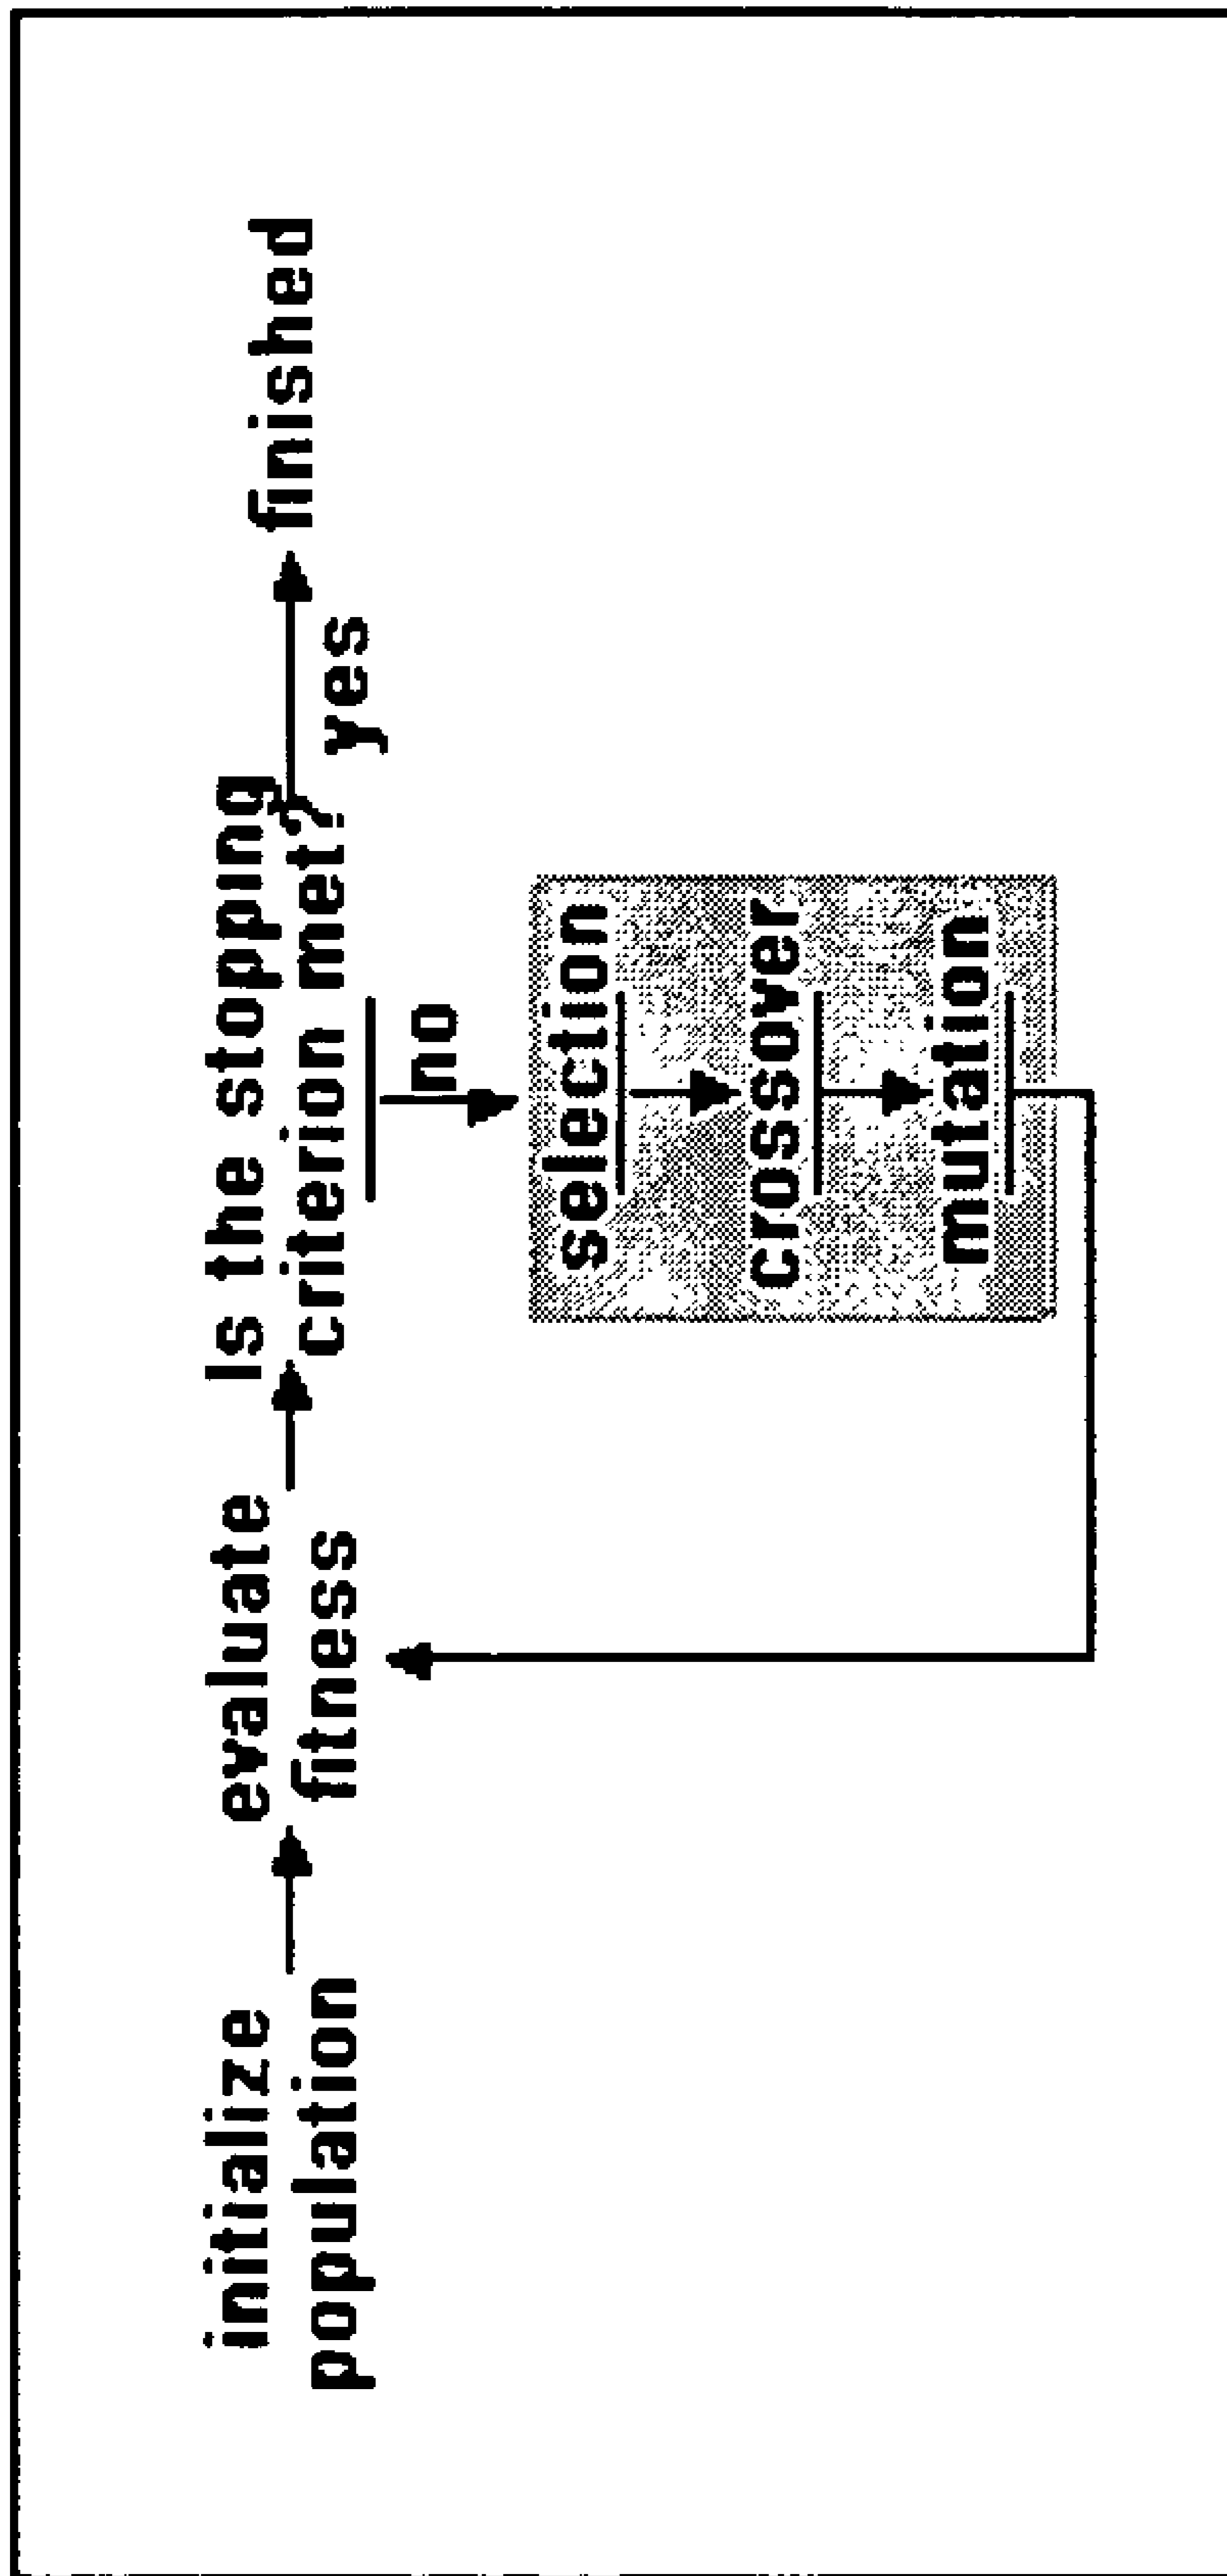 initialize
population
evaluate
fitness
Is the stopping
criterion met?
yes
finished
no
selection
crossover
mutation